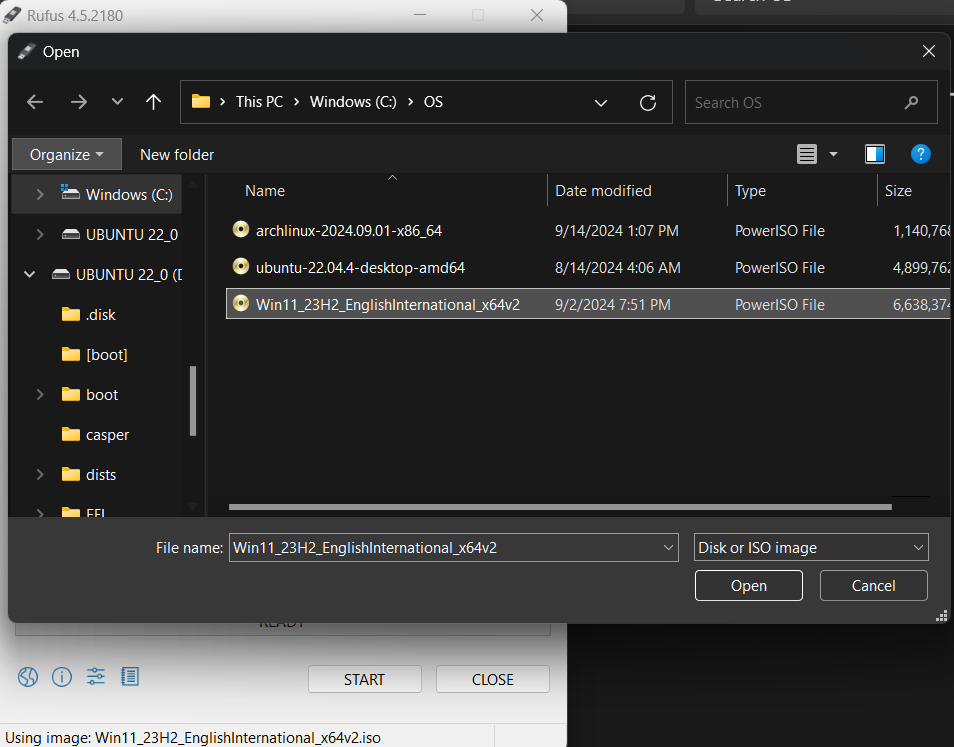 Rufus 4.5.2180
Open
This PC > Windows (C:) > OS
Search OS
Organize
New folder
Name Date modified Type Size
Windows (C:)
UBUNTU 22_0
UBUNTU 22_0 (D
.disk
[boot]
boot
casper
dists
EFI
archlinux-2024.09.01-x86_64 9/14/2024 1:07 PM PowerISO File 1,140,768
ubuntu-22.04.4-desktop-amd64 8/14/2024 4:06 AM PowerISO File 4,899,762
Win11_23H2_EnglishInternational_x64v2 9/2/2024 7:51 PM PowerISO File 6,638,374
File name: Win11_23H2_EnglishInternational_x64v2
Disk or ISO image
Open
Cancel
READY
START
CLOSE
Using image: Win11_23H2_EnglishInternational_x64v2.iso